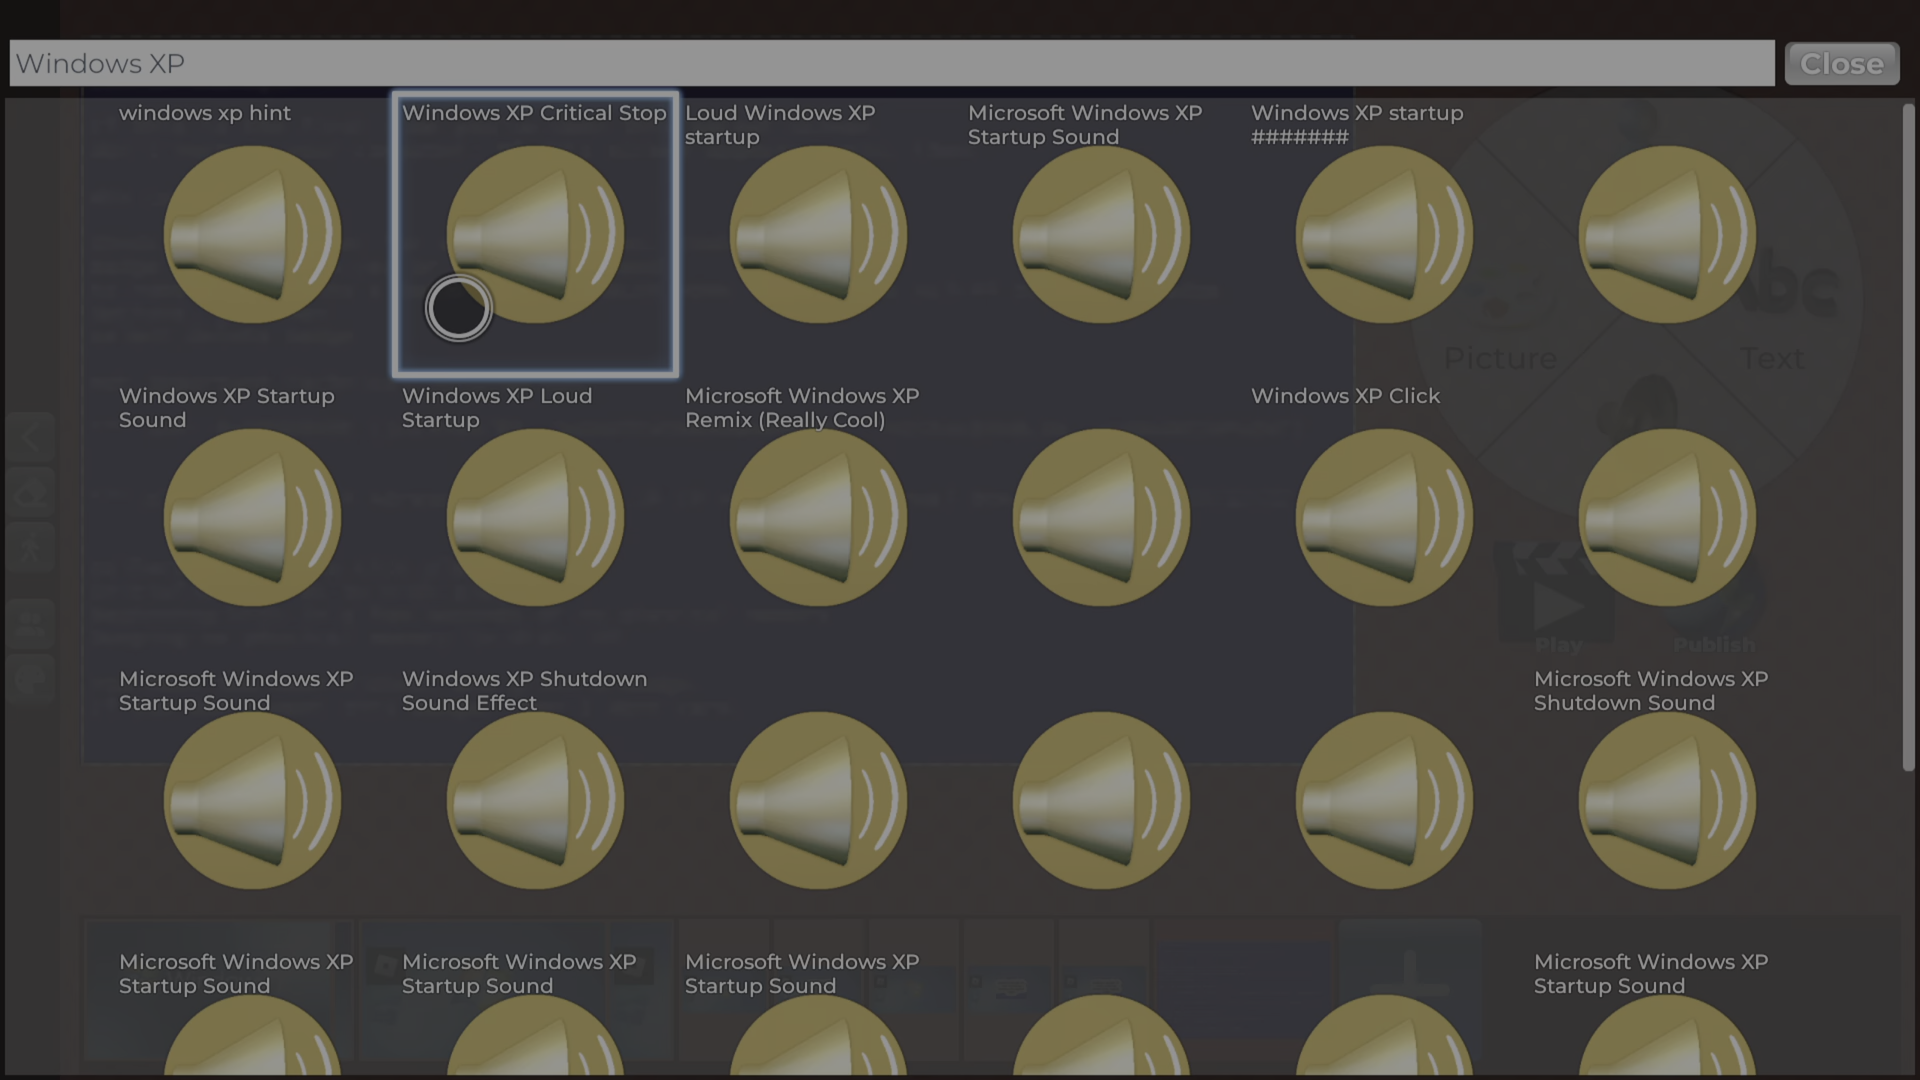 Windows XP
Close
windows xp hint
Windows XP Critical Stop
Loud Windows XP
startup
Microsoft Windows XP
Startup Sound
Windows XP startup
#######
Abc
Picture
Text
Windows XP Startup
Sound
Windows XP Loud
Startup
Microsoft Windows XP
Remix (Really Cool)
Windows XP Click
Play
Publish
Microsoft Windows XP
Startup Sound
Windows XP Shutdown
Sound Effect
Microsoft Windows XP
Shutdown Sound
Microsoft Windows XP
Startup Sound
Microsoft Windows XP
Startup Sound
Microsoft Windows XP
Startup Sound
Microsoft Windows XP
Startup Sound